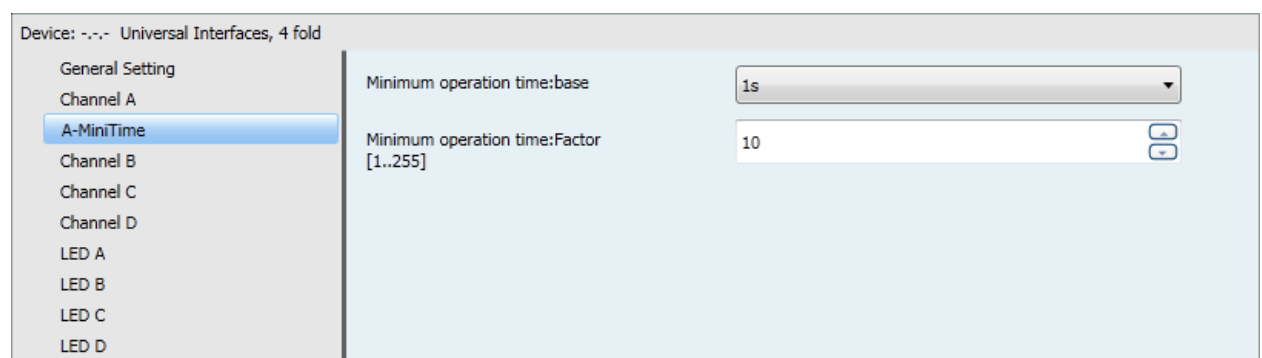 Device: -.-.- Universal Interfaces, 4 fold
General Setting
Channel A
A-MiniTime
Channel B
Channel C
Channel D
LED A
LED B
LED C
LED D
Minimum operation time:base
1s
Minimum operation time:Factor
[1..255]
10